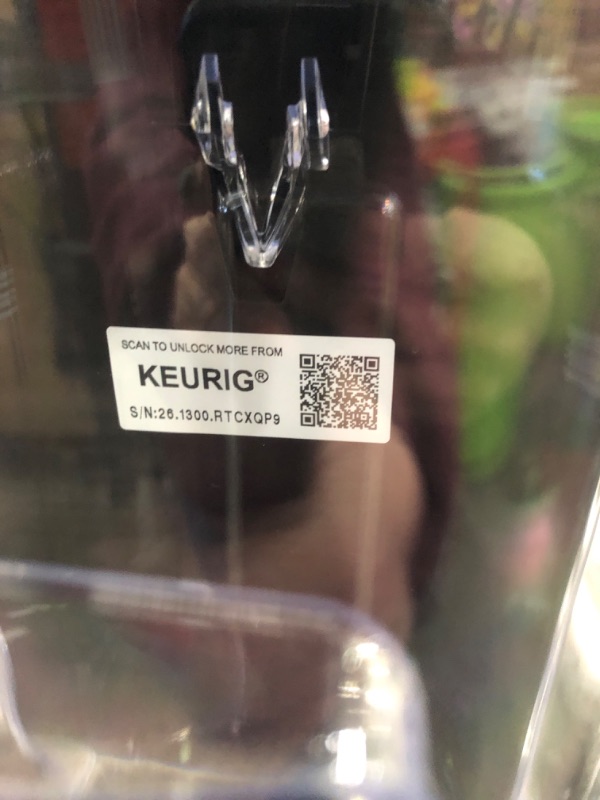 SCAN TO UNLOCK MORE FROM
KEURIG®
S/N:26.1300.RTCXQP9